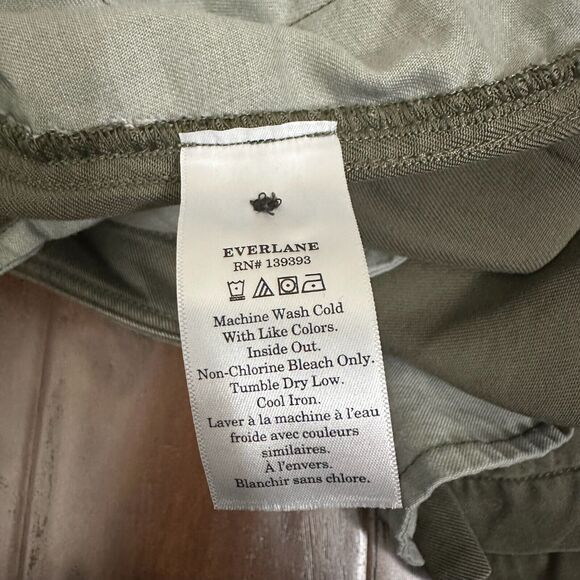 EVERLANE
RN# 139393
Machine Wash Cold
With Like Colors.
Inside Out.
Non-Chlorine Bleach Only.
Tumble Dry Low.
Cool Iron.
Laver à la machine à l'eau
froide avec couleurs
similaires.
À l'envers.
Blanchir sans chlore.